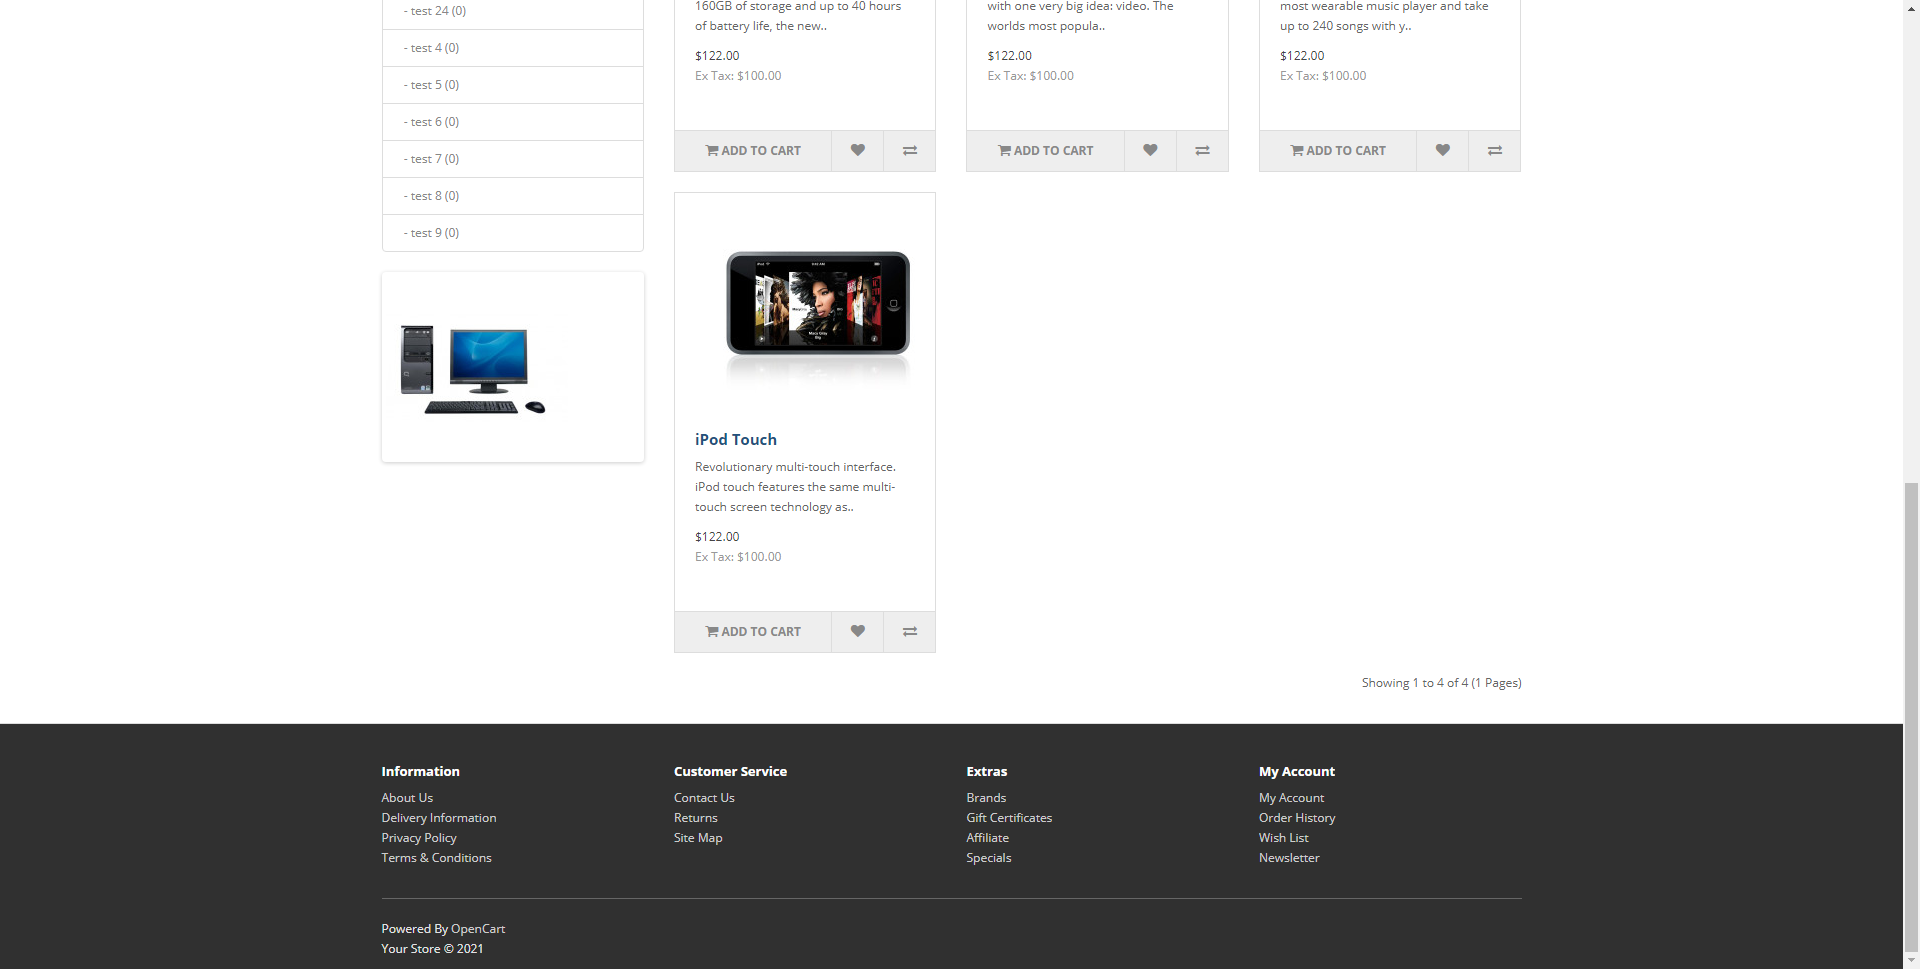 - test 24 (0)
- test 4 (0)
- test 5 (0)
- test 6 (0)
- test 7 (0)
- test 8 (0)
- test 9 (0)
160GB of storage and up to 40 hours
of battery life, the new..
$122.00
Ex Tax: $100.00
ADD TO CART
with one very big idea: video. The
worlds most popula..
$122.00
Ex Tax: $100.00
ADD TO CART
most wearable music player and take
up to 240 songs with y..
$122.00
Ex Tax: $100.00
ADD TO CART
iPod Touch
Revolutionary multi-touch interface.
iPod touch features the same multi-
touch screen technology as..
$122.00
Ex Tax: $100.00
ADD TO CART
Showing 1 to 4 of 4 (1 Pages)
Information
About Us
Delivery Information
Privacy Policy
Terms & Conditions
Customer Service
Contact Us
Returns
Site Map
Extras
Brands
Gift Certificates
Affiliate
Specials
My Account
My Account
Order History
Wish List
Newsletter
Powered By OpenCart
Your Store © 2021